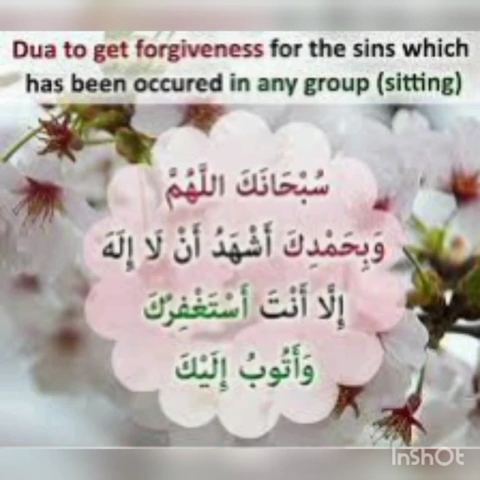 Dua to get forgiveness for the sins which
has been occured in any group (sitting)
سُبْحَانَكَ اللَّهُمَّ
وَبِحَمْدِكَ أَشْهَدُ أَنْ لَا إِلَهَ
إِلَّا أَنْتَ أَسْتَغْفِرُكَ
وَأَتُوبُ إِلَيْكَ
InshOt